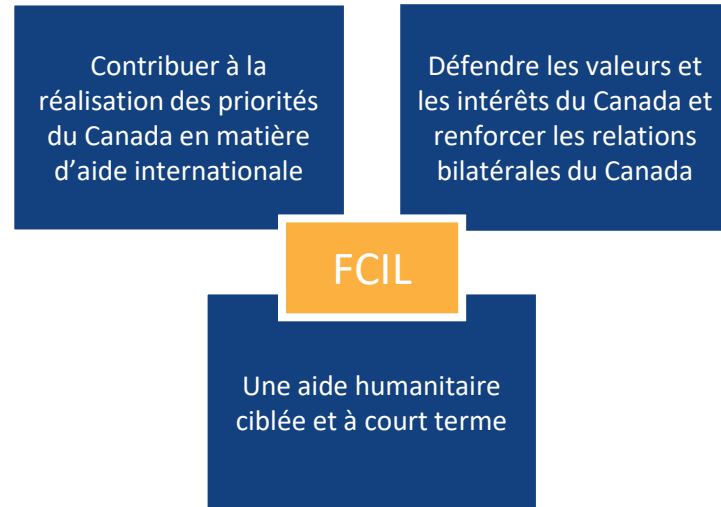 Contribuer à la
réalisation des priorités
du Canada en matière
d’aide internationale
Défendre les valeurs et
les intérêts du Canada et
renforcer les relations
bilatérales du Canada
FCIL
Une aide humanitaire
ciblée et à court terme